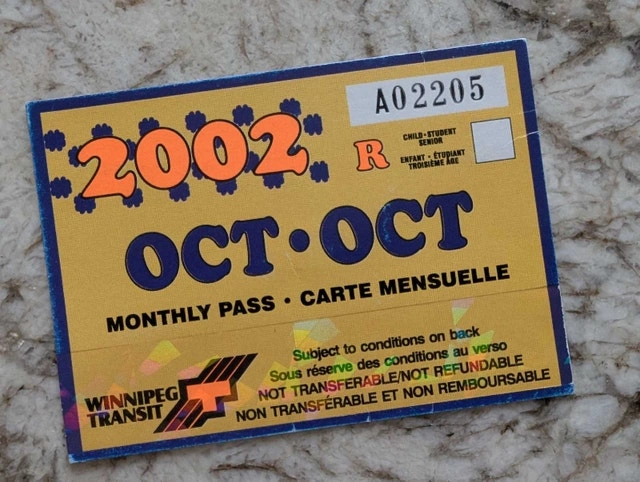 A02205
2002
R
CHILD • STUDENT
SENIOR
ENFANT • ÉTUDIANT
TROISIÈME ÂGE
OCT • OCT
MONTHLY PASS • CARTE MENSUELLE
Subject to conditions on back
Sous réserve des conditions au verso
NOT TRANSFERABLE/NOT REFUNDABLE
NON TRANSFÉRABLE ET NON REMBOURSABLE
WINNIPEG
TRANSIT
T